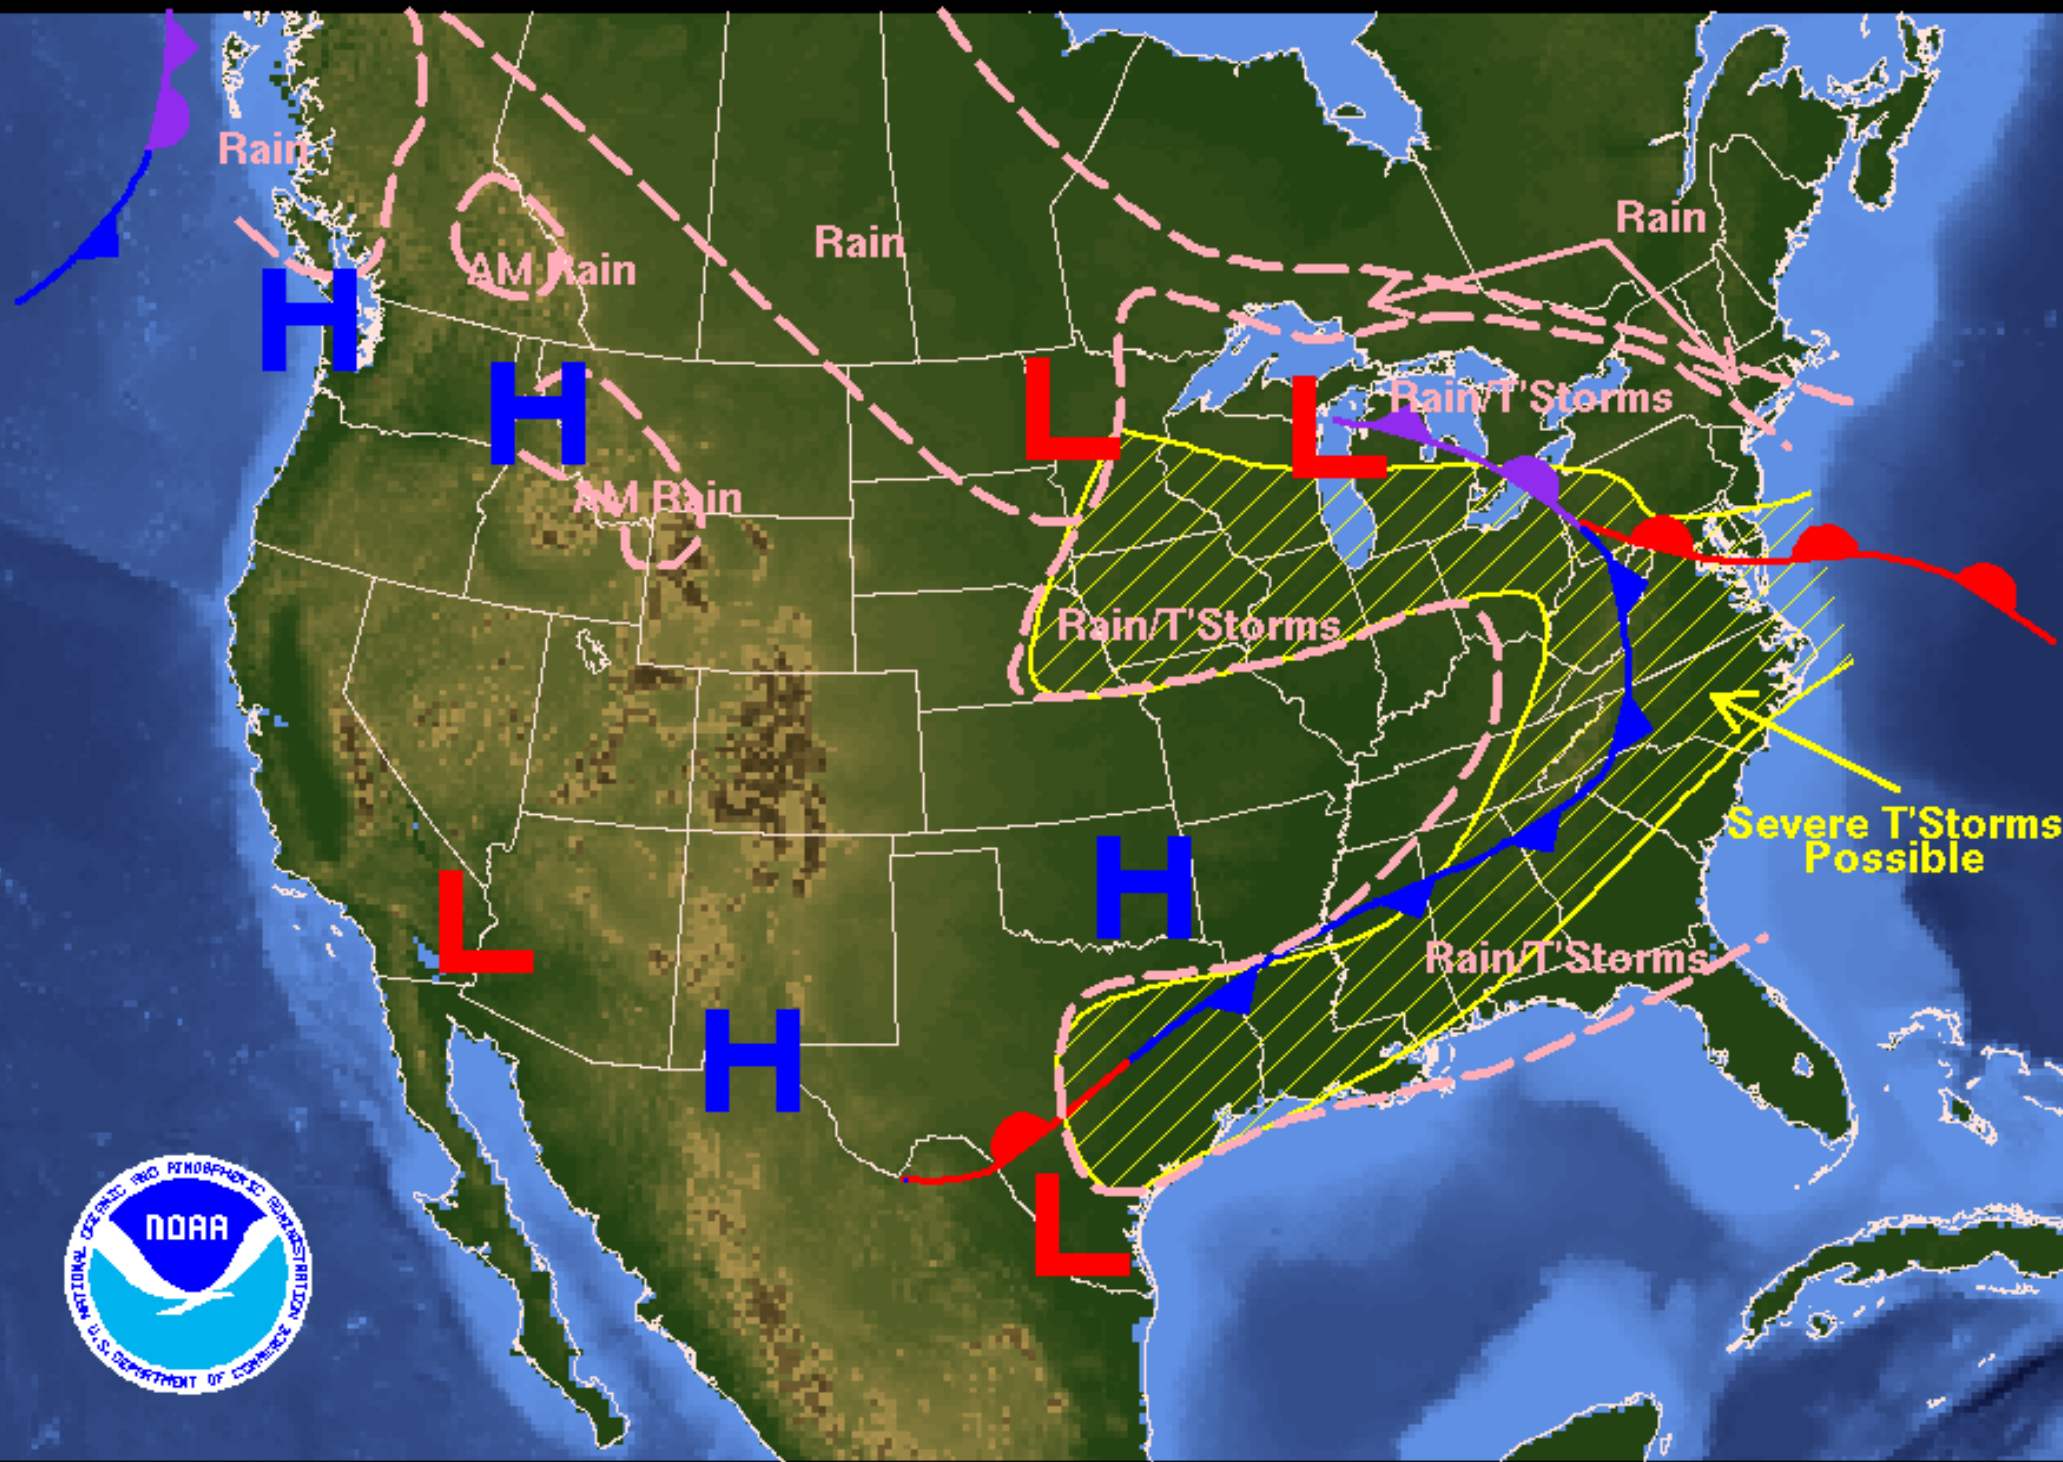 Rain
Rain
Rain
AM Rain
H
H
L
L
Rain/T'Storms
AM Rain
Rain/T'Storms
Severe T'Storms
Possible
H
L
Rain/T'Storms
H
L
NATIONAL OCEANIC AND ATMOSPHERIC ADMINISTRATION
NOAA
U.S. DEPARTMENT OF COMMERCE